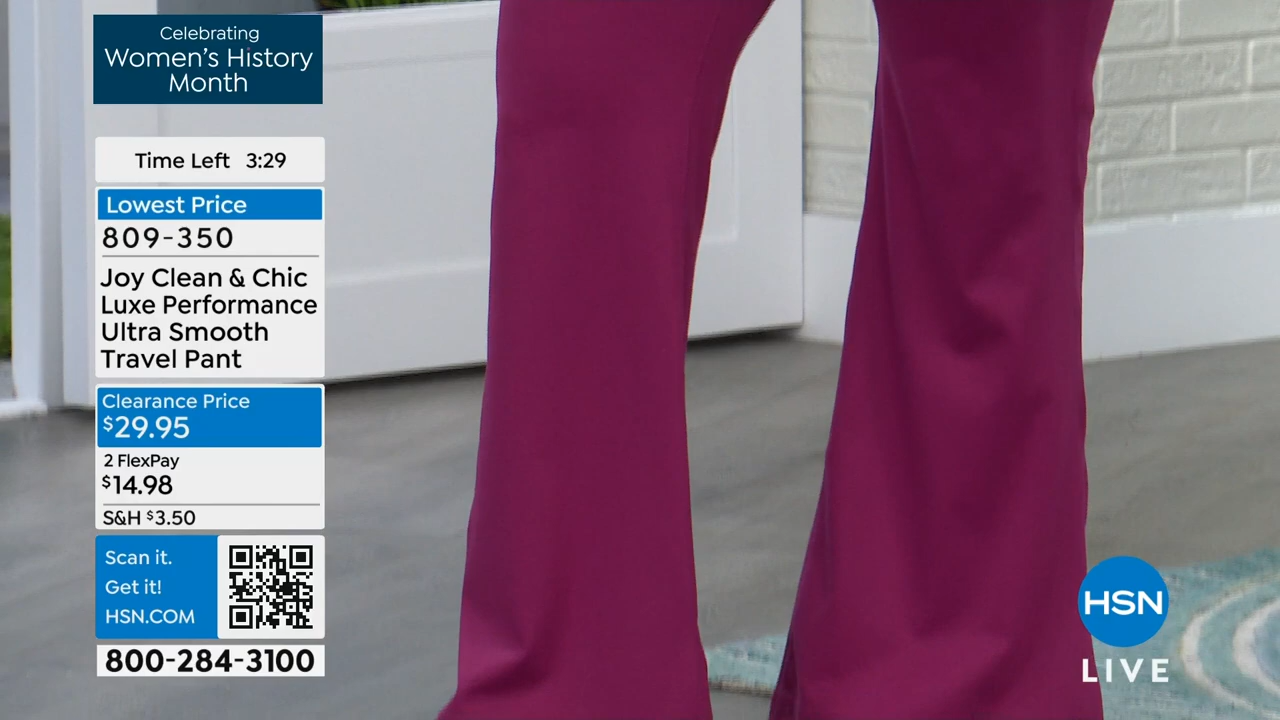 Celebrating
Women's History
Month
Time Left 3:29
Lowest Price
809-350
Joy Clean & Chic
Luxe Performance
Ultra Smooth
Travel Pant
Clearance Price
$29.95
2 FlexPay
$14.98
S&H $3.50
Scan it.
Get it!
HSN.COM
800-284-3100
HSN
LIVE